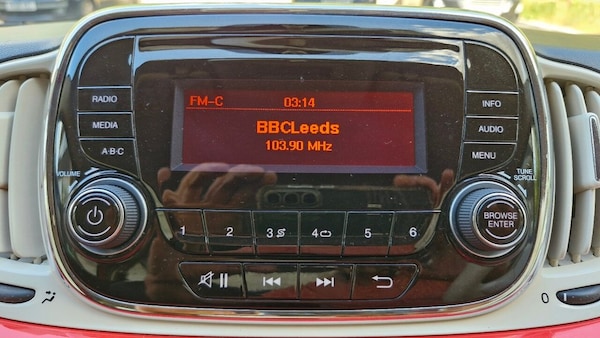 FM-C 03:14
BBCLeeds
103.90 MHz
RADIO
MEDIA
A·B·C
INFO
AUDIO
MENU
VOLUME
TUNE
SCROLL
BROWSE
ENTER
1 2 3 4 5 6
0